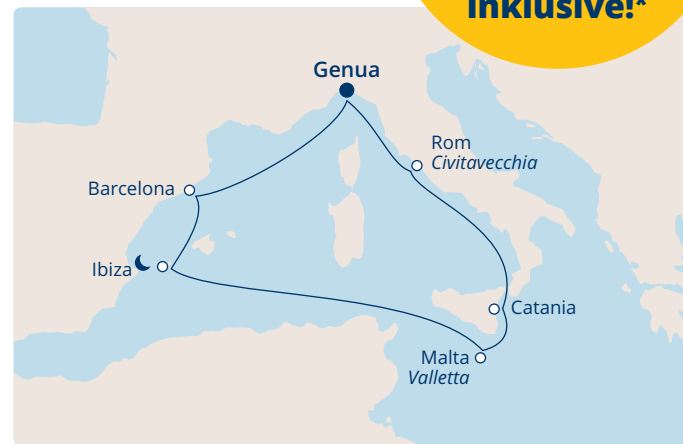 inklusive!*
Genua
Rom
Civitavecchia
Barcelona
Ibiza
Catania
Malta
Valletta